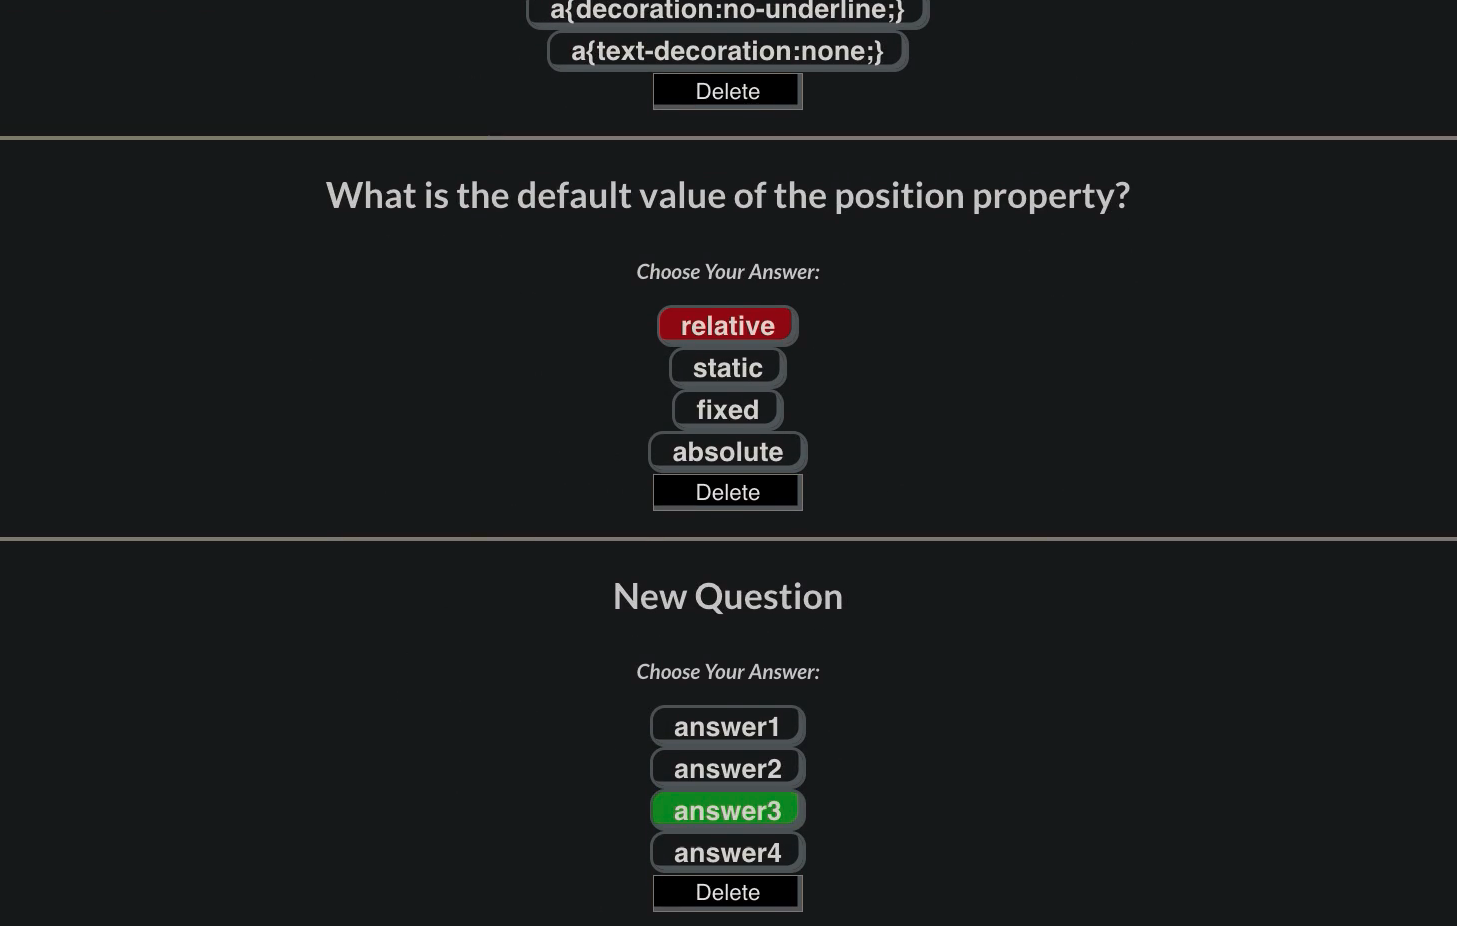 a{decoration:no-underline;}
a{text-decoration:none;}
Delete
What is the default value of the position property?
Choose Your Answer:
relative
static
fixed
absolute
Delete
New Question
Choose Your Answer:
answer1
answer2
answer3
answer4
Delete